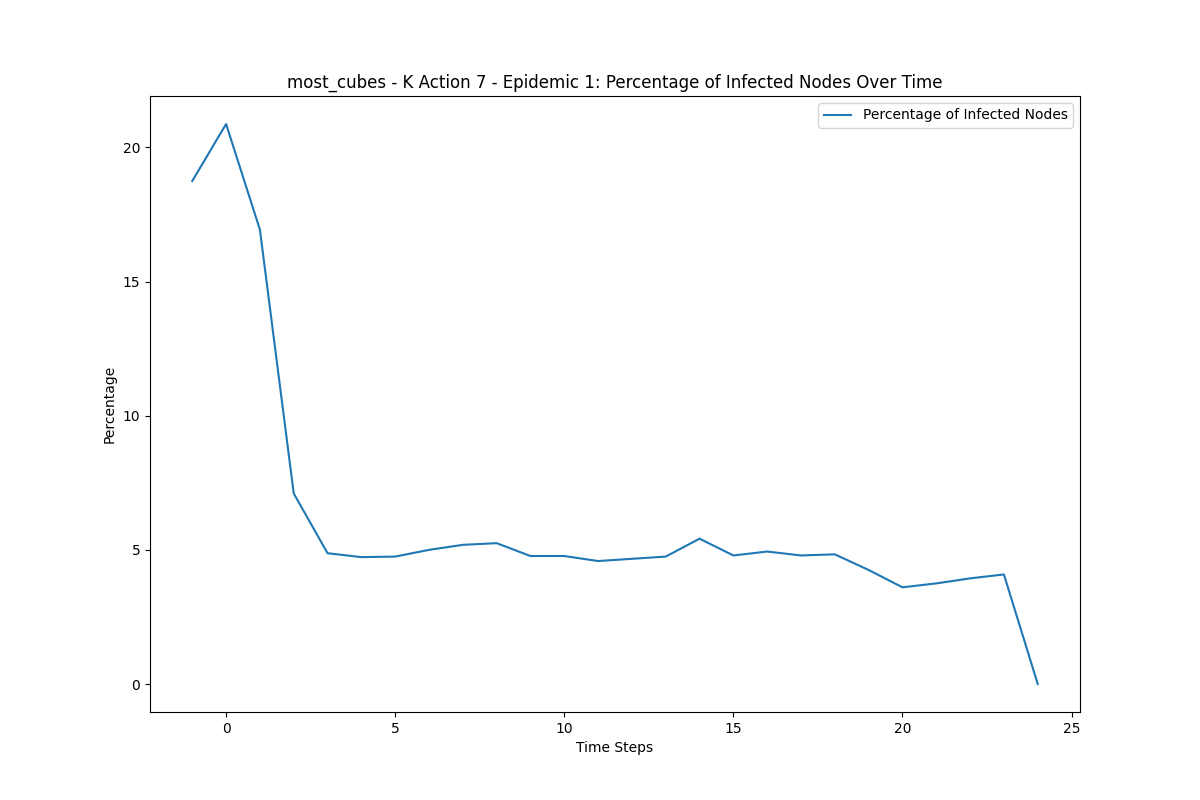 most_cubes - K Action 7 - Epidemic 1: Percentage of Infected Nodes Over Time
Percentage of Infected Nodes
20
15
10
5
0
Percentage
0 5 10 15 20 25
Time Steps